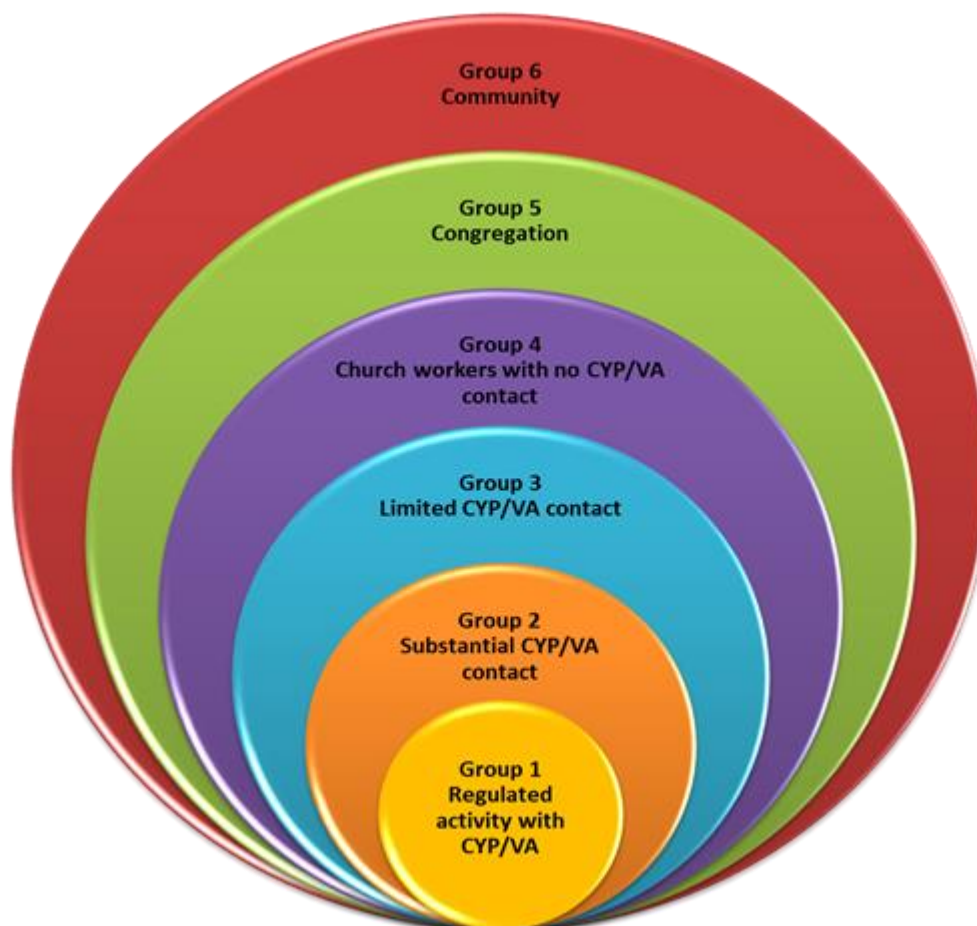 Group 6
Community
Group 5
Congregation
Group 4
Church workers with no CYP/VA
contact
Group 3
Limited CYP/VA contact
Group 2
Substantial CYP/VA
contact
Group 1
Regulated
activity with
CYP/VA